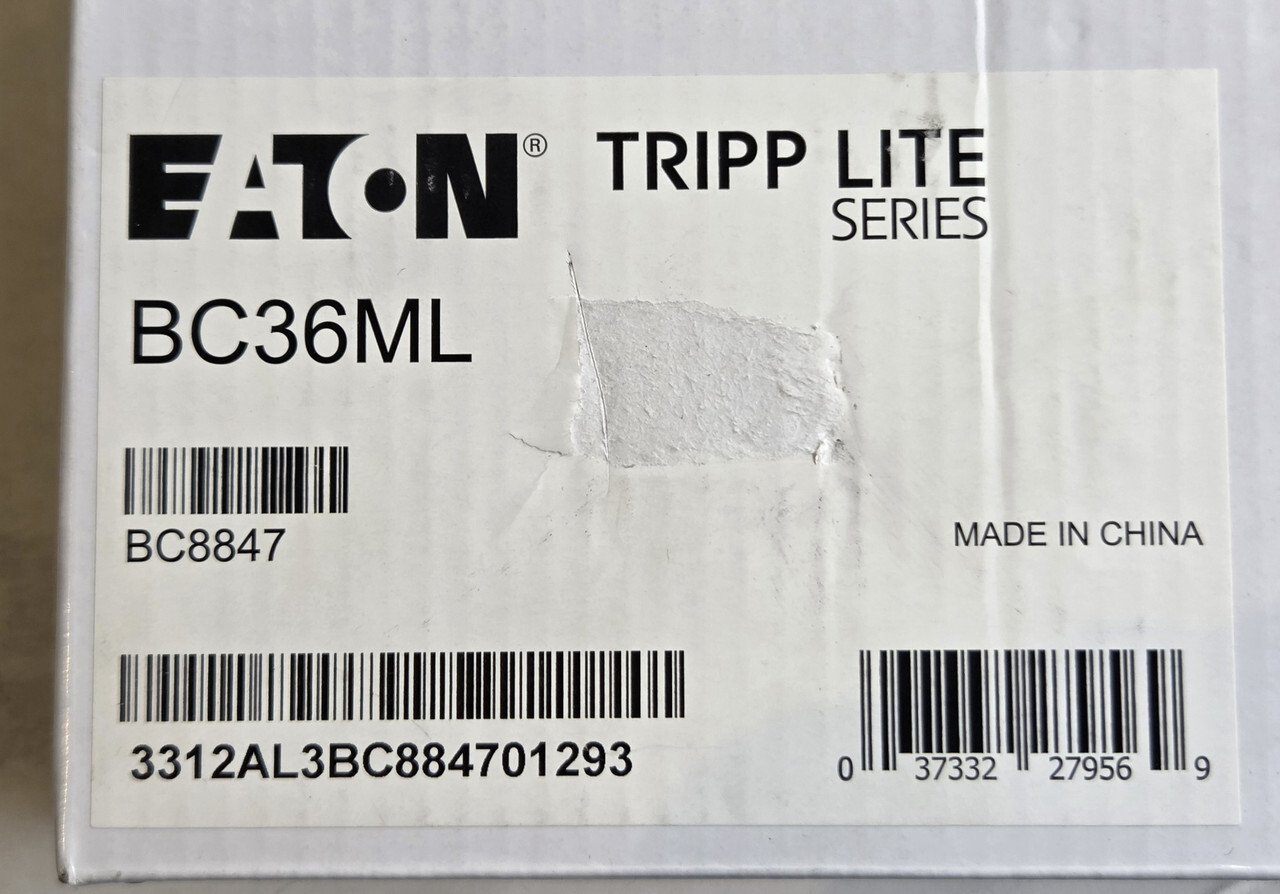 EATON® TRIPP LITE
SERIES
BC36ML
BC8847
MADE IN CHINA
3312AL3BC884701293
0 37332 27956 9